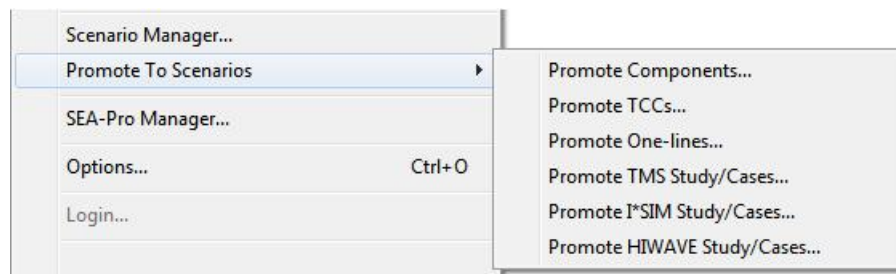 Scenario Manager...
Promote To Scenarios
SEA-Pro Manager...
Options... Ctrl+O
Login...
Promote Components...
Promote TCCs...
Promote One-lines...
Promote TMS Study/Cases...
Promote I*SIM Study/Cases...
Promote HIWAVE Study/Cases...